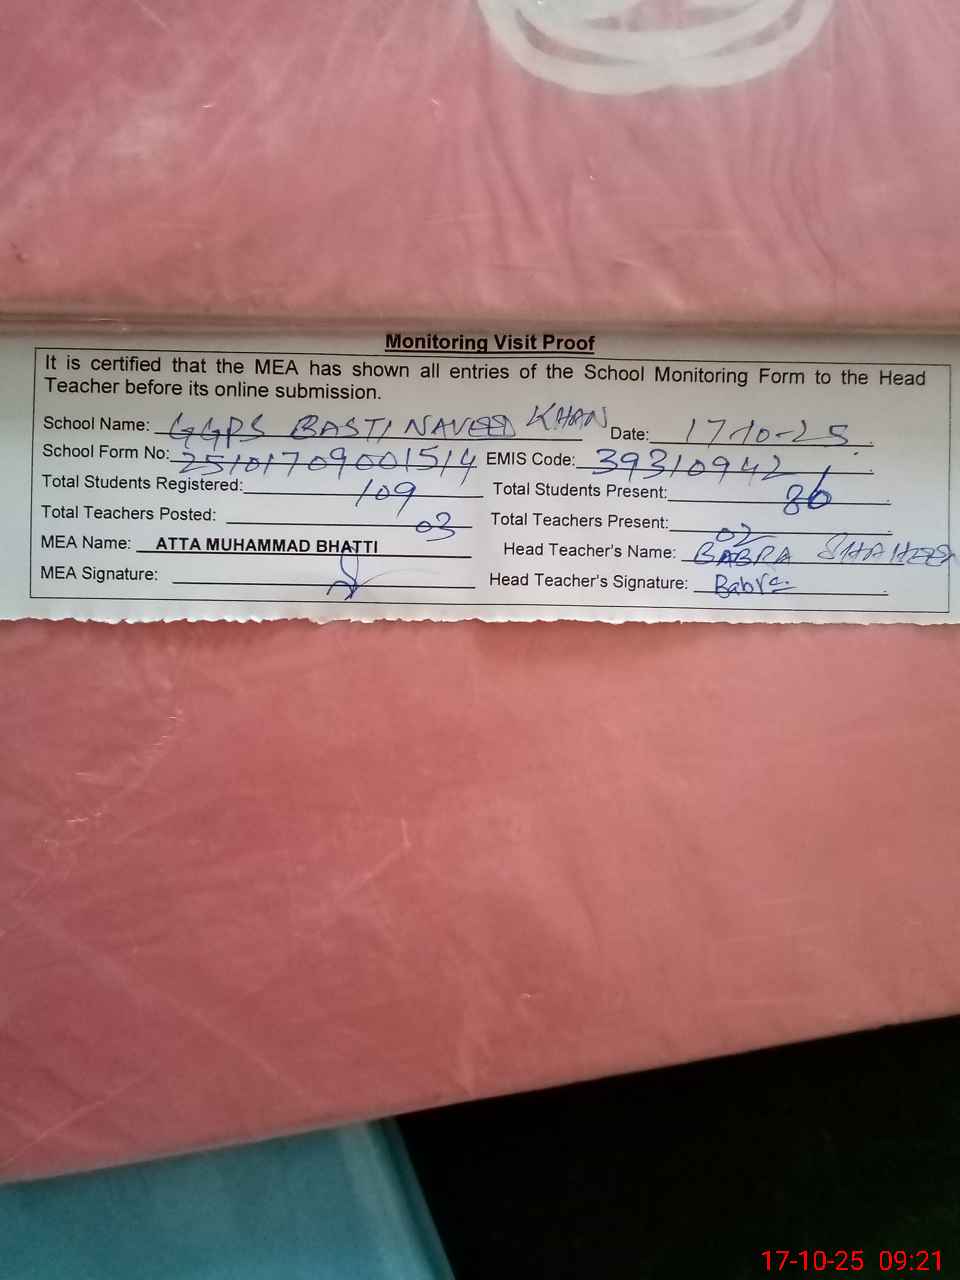 Monitoring Visit Proof
It is certified that the MEA has shown all entries of the School Monitoring Form to the Head
Teacher before its online submission.
School Name: GGPS BASTI NAVEED KHAN Date: 17-10-25
School Form No: 25101709001514 EMIS Code: 39310942
Total Students Registered: 109 Total Students Present: 86
Total Teachers Posted: 03 Total Teachers Present: 02
MEA Name: ATTA MUHAMMAD BHATTI Head Teacher's Name: BABRA SHAHEEN
MEA Signature: Head Teacher's Signature: Babra
17-10-25 09:21